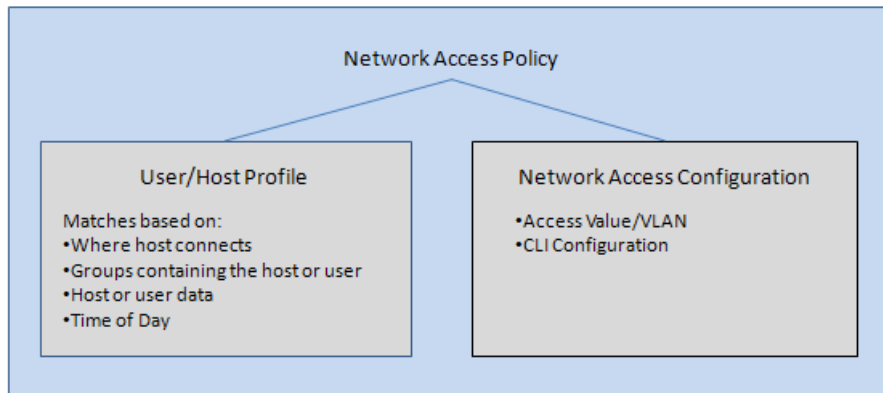 Network Access Policy
User/Host Profile
Matches based on:
•Where host connects
•Groups containing the host or user
•Host or user data
•Time of Day
Network Access Configuration
•Access Value/VLAN
•CLI Configuration